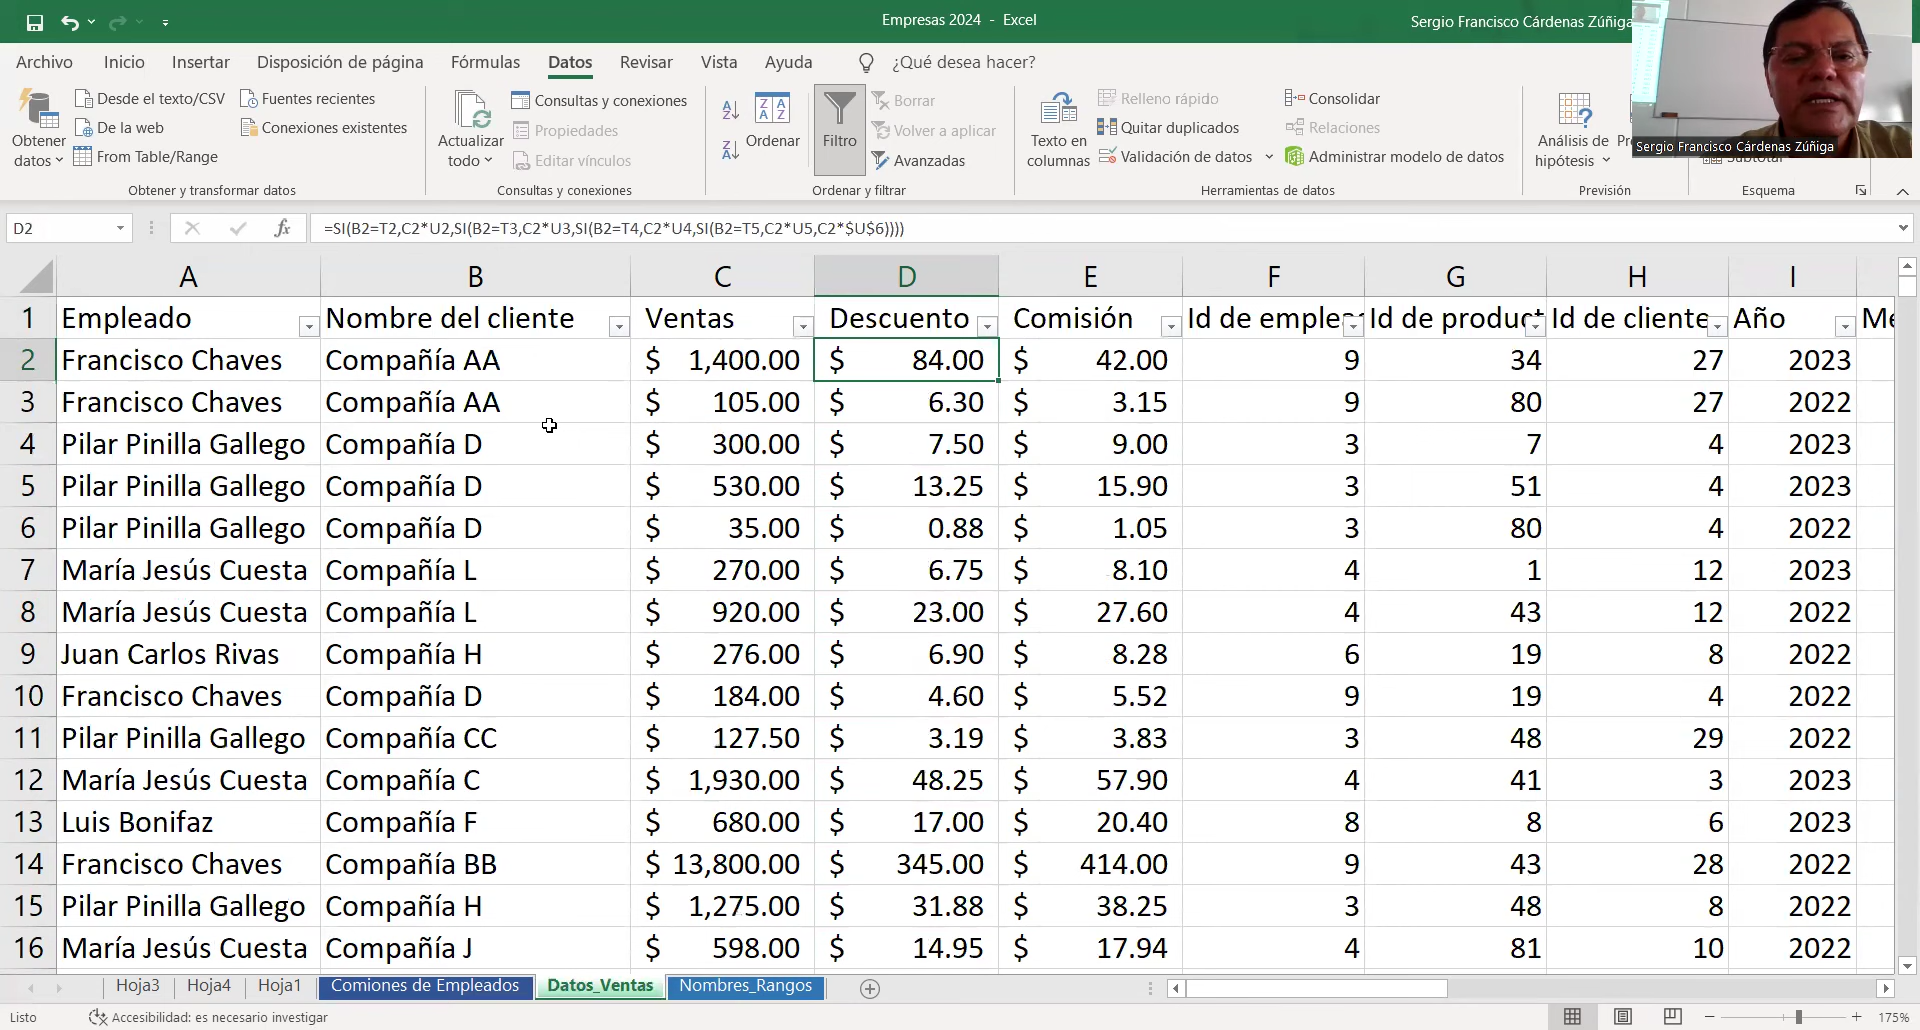 Empresas 2024 - Excel
Sergio Francisco Cárdenas Zúñiga
Archivo Inicio Insertar Disposición de página Fórmulas Datos Revisar Vista Ayuda ¿Qué desea hacer?
Obtener datos
Desde el texto/CSV
De la web
From Table/Range
Fuentes recientes
Conexiones existentes
Obtener y transformar datos
Actualizar todo
Consultas y conexiones
Propiedades
Editar vínculos
Consultas y conexiones
Ordenar
Filtro
Borrar
Volver a aplicar
Avanzadas
Ordenar y filtrar
Texto en columnas
Relleno rápido
Quitar duplicados
Validación de datos
Consolidar
Relaciones
Administrar modelo de datos
Herramientas de datos
Análisis de hipótesis
Previsión
Subtotal
Esquema
Sergio Francisco Cárdenas Zúñiga
D2 fx =SI(B2=T2,C2*U2,SI(B2=T3,C2*U3,SI(B2=T4,C2*U4,SI(B2=T5,C2*U5,C2*$U$6))))
A B C D E F G H I
1 Empleado Nombre del cliente Ventas Descuento Comisión Id de emplea Id de product Id de cliente Año Me
2 Francisco Chaves Compañía AA $ 1,400.00 $ 84.00 $ 42.00 9 34 27 2023
3 Francisco Chaves Compañía AA $ 105.00 $ 6.30 $ 3.15 9 80 27 2022
4 Pilar Pinilla Gallego Compañía D $ 300.00 $ 7.50 $ 9.00 3 7 4 2023
5 Pilar Pinilla Gallego Compañía D $ 530.00 $ 13.25 $ 15.90 3 51 4 2023
6 Pilar Pinilla Gallego Compañía D $ 35.00 $ 0.88 $ 1.05 3 80 4 2022
7 María Jesús Cuesta Compañía L $ 270.00 $ 6.75 $ 8.10 4 1 12 2023
8 María Jesús Cuesta Compañía L $ 920.00 $ 23.00 $ 27.60 4 43 12 2022
9 Juan Carlos Rivas Compañía H $ 276.00 $ 6.90 $ 8.28 6 19 8 2022
10 Francisco Chaves Compañía D $ 184.00 $ 4.60 $ 5.52 9 19 4 2022
11 Pilar Pinilla Gallego Compañía CC $ 127.50 $ 3.19 $ 3.83 3 48 29 2022
12 María Jesús Cuesta Compañía C $ 1,930.00 $ 48.25 $ 57.90 4 41 3 2023
13 Luis Bonifaz Compañía F $ 680.00 $ 17.00 $ 20.40 8 8 6 2023
14 Francisco Chaves Compañía BB $ 13,800.00 $ 345.00 $ 414.00 9 43 28 2022
15 Pilar Pinilla Gallego Compañía H $ 1,275.00 $ 31.88 $ 38.25 3 48 8 2022
16 María Jesús Cuesta Compañía J $ 598.00 $ 14.95 $ 17.94 4 81 10 2022
Hoja3 Hoja4 Hoja1 Comiones de Empleados Datos_Ventas Nombres_Rangos
Listo Accesibilidad: es necesario investigar 175%